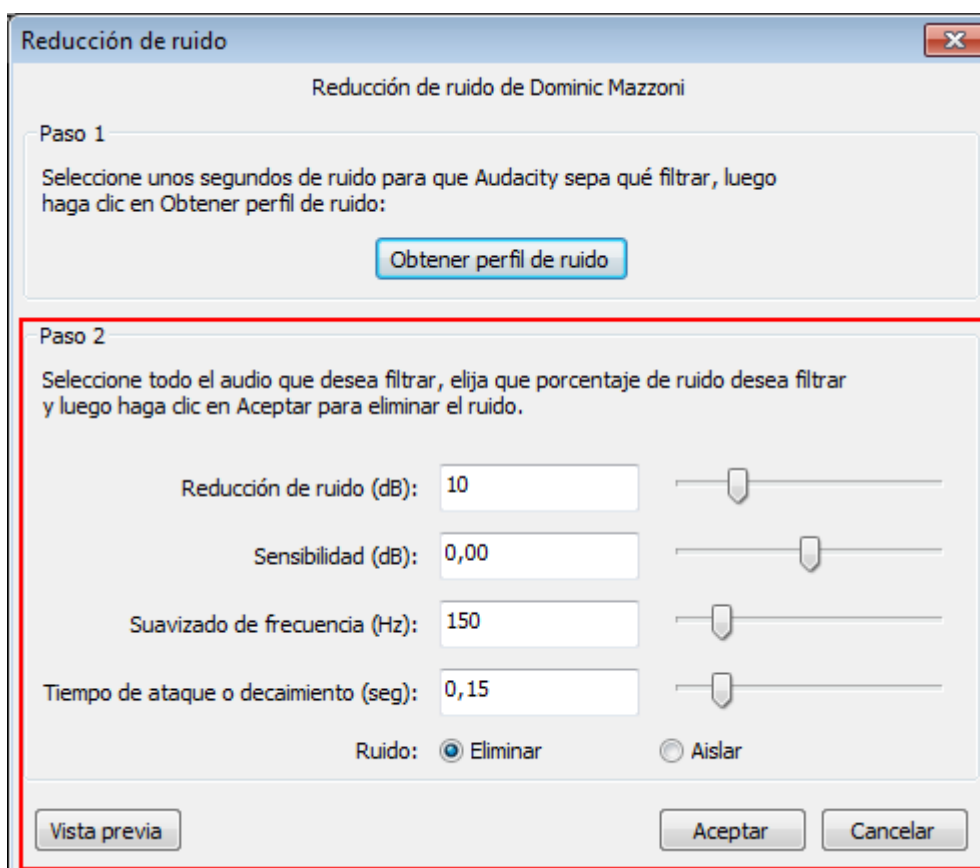 Reducción de ruido
Reducción de ruido de Dominic Mazzoni
Paso 1
Seleccione unos segundos de ruido para que Audacity sepa qué filtrar, luego
haga clic en Obtener perfil de ruido:
Obtener perfil de ruido
Paso 2
Seleccione todo el audio que desea filtrar, elija que porcentaje de ruido desea filtrar
y luego haga clic en Aceptar para eliminar el ruido.
Reducción de ruido (dB): 10
Sensibilidad (dB): 0,00
Suavizado de frecuencia (Hz): 150
Tiempo de ataque o decaimiento (seg): 0,15
Ruido: Eliminar Aislar
Vista previa Aceptar Cancelar